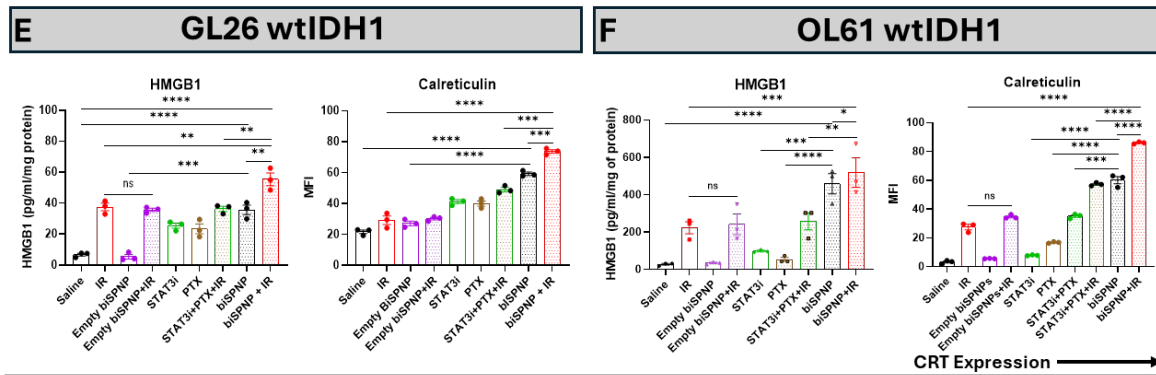 E GL26 wtIDH1
HMGB1
HMGB1 (pg/ml/mg protein)
100
80
60
40
20
0
****
****
**
**
***
**
ns
Saline
IR
Empty biSPNP
Empty biSPNP+IR
STAT3i
PTX
STAT3i+PTX+IR
biSPNP
biSPNP + IR
Calreticulin
MFI
100
80
60
40
20
0
****
***
****
***
****
Saline
IR
Empty biSPNP
Empty biSPNP+IR
STAT3i
PTX
STAT3i+PTX+IR
biSPNP
biSPNP + IR
F OL61 wtIDH1
HMGB1
HMGB1 (pg/ml/mg of protein)
800
600
400
200
0
***
*
****
**
***
****
ns
Saline
IR
Empty biSPNP
Empty biSPNP+IR
STAT3i
PTX
STAT3i+PTX+IR
biSPNP
biSPNP+IR
Calreticulin
MFI
100
80
60
40
20
0
****
****
****
****
****
***
ns
Saline
IR
Empty biSPNPs
Empty biSPNPs+IR
STAT3i
PTX
STAT3i+PTX
STAT3i+PTX+IR
biSPNP
biSPNP+IR
CRT Expression